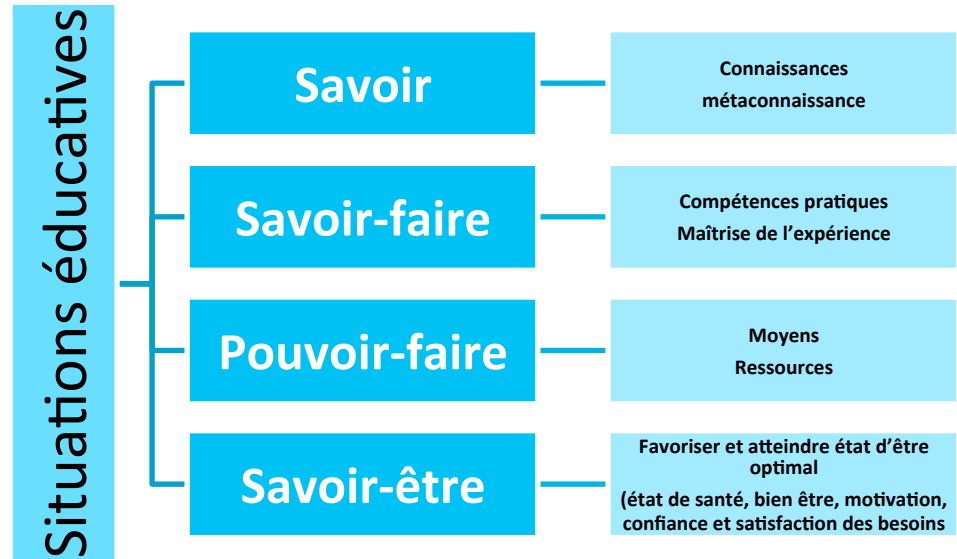 Situations éducatives
Savoir
Connaissances
métaconnaissance
Savoir-faire
Compétences pratiques
Maîtrise de l’expérience
Pouvoir-faire
Moyens
Ressources
Savoir-être
Favoriser et atteindre état d’être
optimal
(état de santé, bien être, motivation,
confiance et satisfaction des besoins